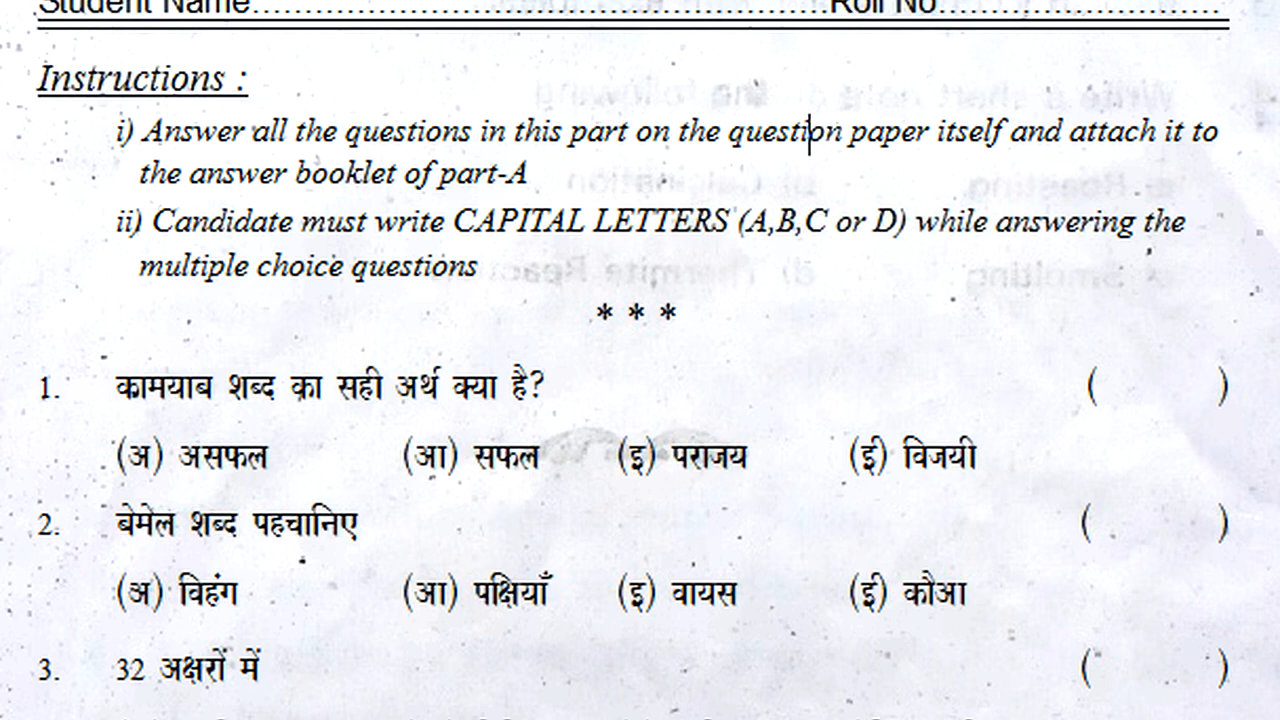 Student Name..................................................................Roll No................................
Instructions :
i) Answer all the questions in this part on the question paper itself and attach it to
the answer booklet of part-A
ii) Candidate must write CAPITAL LETTERS (A,B,C or D) while answering the
multiple choice questions
* * *
1. कामयाब शब्द का सही अर्थ क्या है? ( )
(अ) असफल (आ) सफल (इ) पराजय (ई) विजयी
2. बेमेल शब्द पहचानिए ( )
(अ) विहंग (आ) पक्षियाँ (इ) वायस (ई) कौआ
3. 32 अक्षरों में ( )